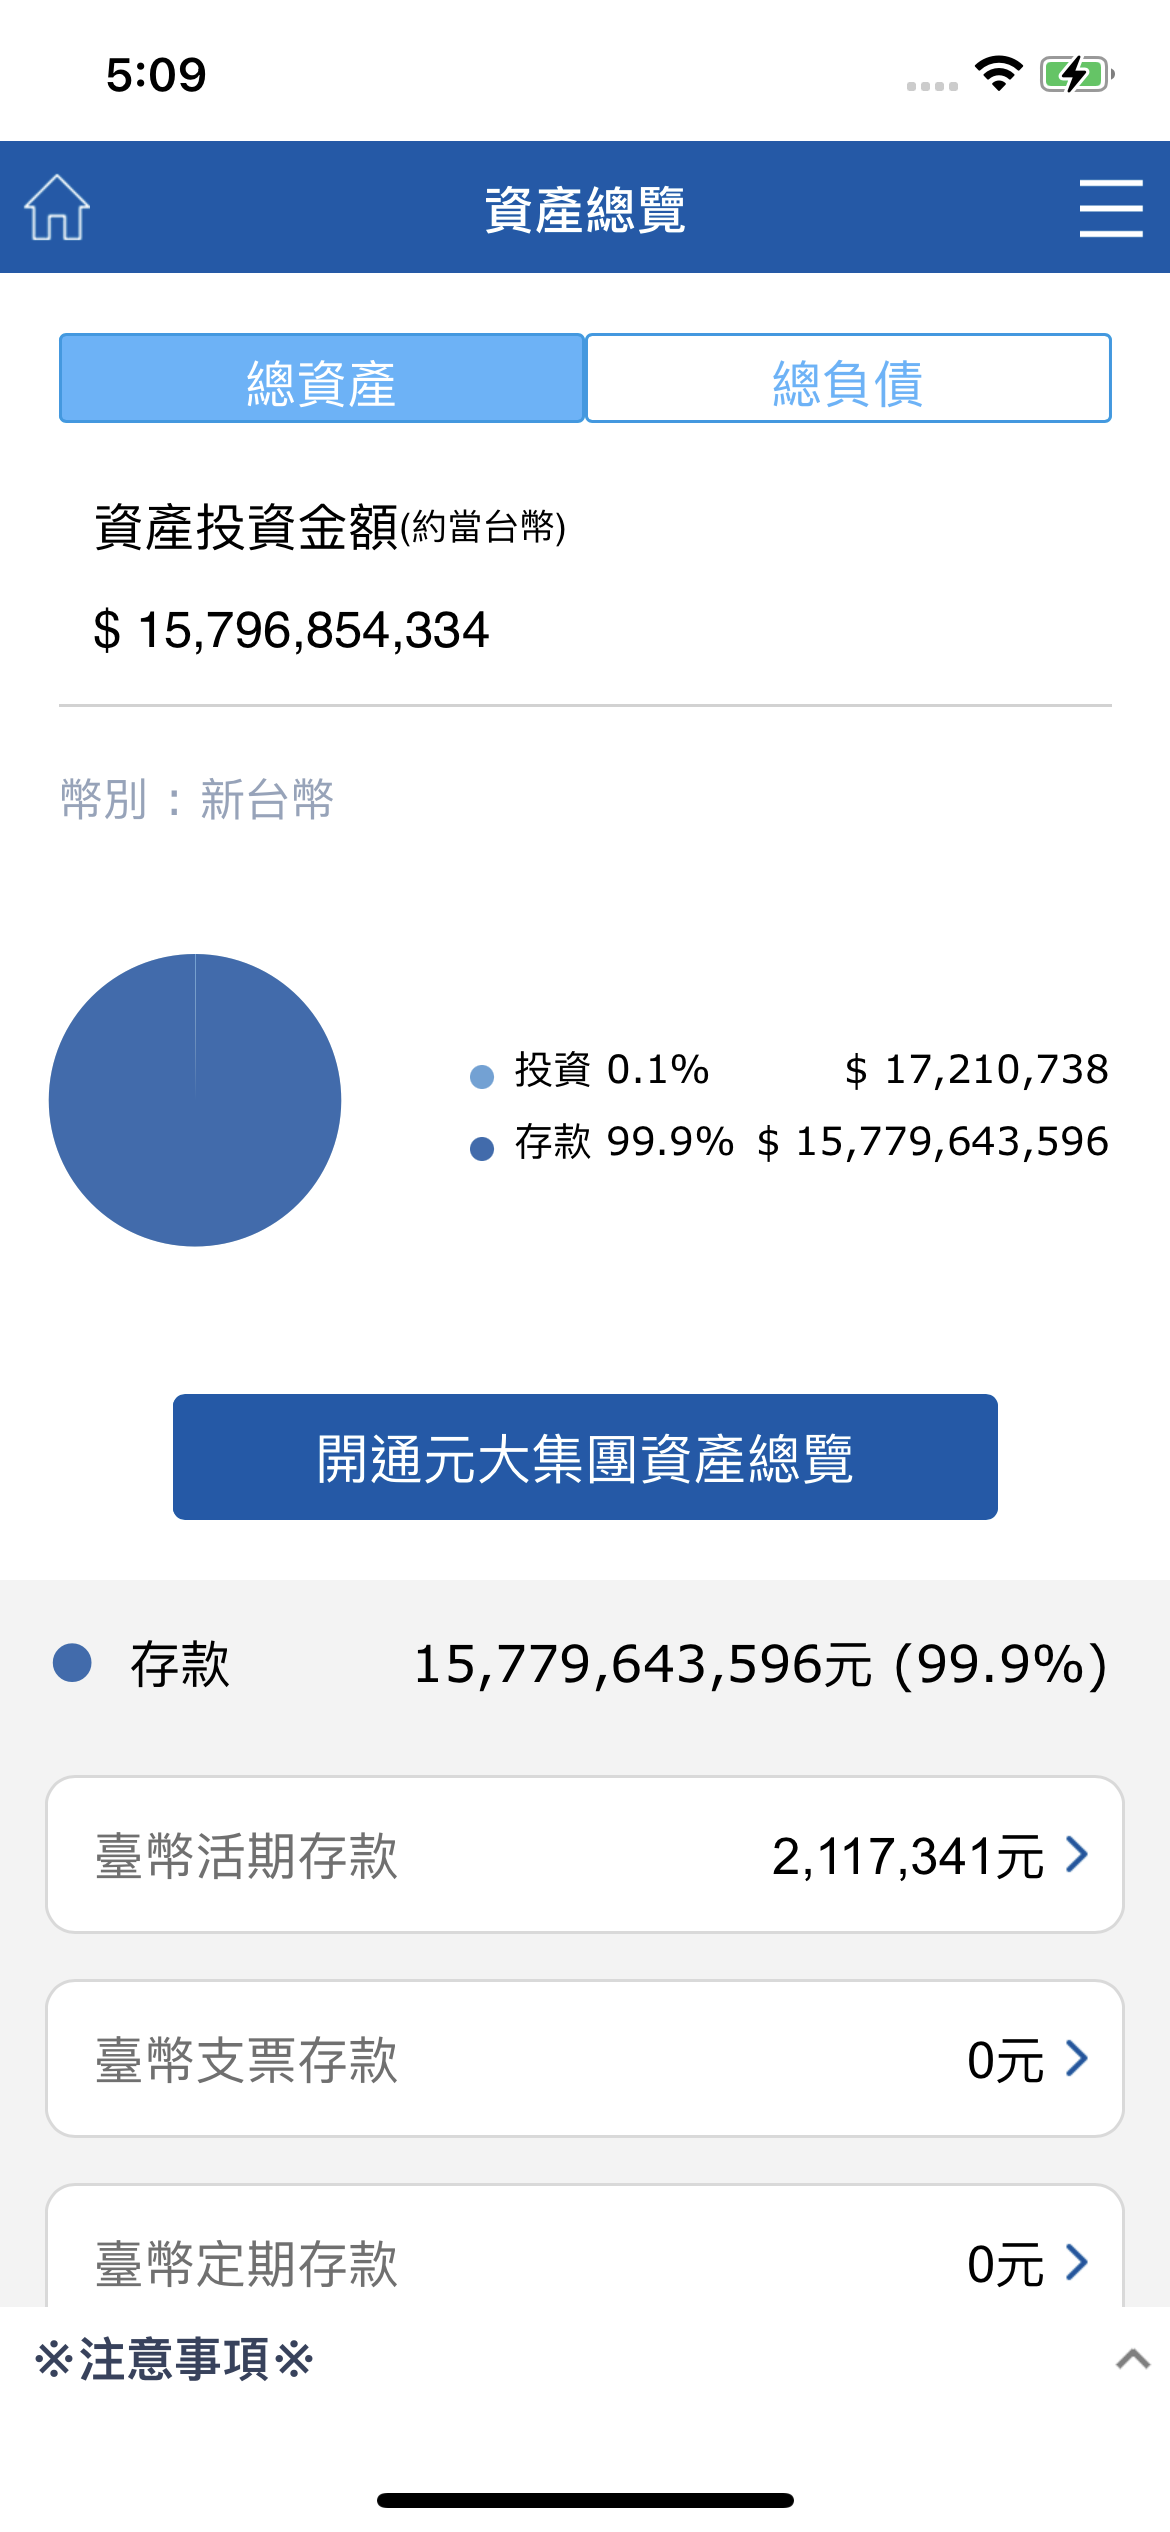 5:09
資產總覽
總資產
總負債
資產投資金額(約當台幣)
$ 15,796,854,334
幣別：新台幣
投資 0.1% $ 17,210,738
存款 99.9% $ 15,779,643,596
開通元大集團資產總覽
存款 15,779,643,596元 (99.9%)
臺幣活期存款 2,117,341元
臺幣支票存款 0元
臺幣定期存款 0元
※注意事項※